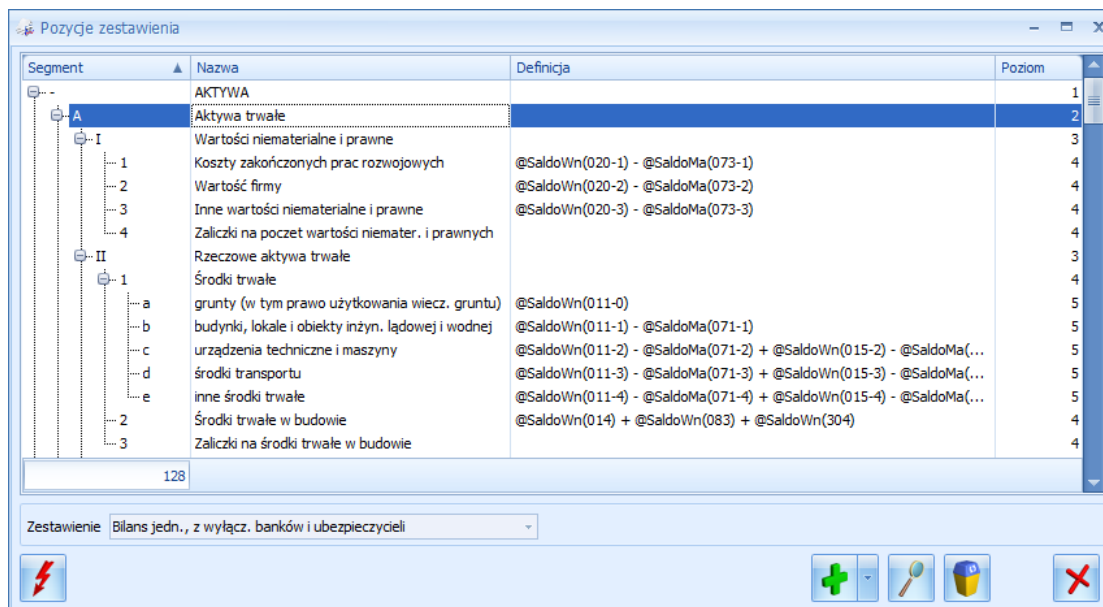 Pozycje zestawienia
Segment Nazwa Definicja Poziom
- AKTYWA 1
A Aktywa trwałe 2
I Wartości niematerialne i prawne 3
1 Koszty zakończonych prac rozwojowych @SaldoWn(020-1) - @SaldoMa(073-1) 4
2 Wartość firmy @SaldoWn(020-2) - @SaldoMa(073-2) 4
3 Inne wartości niematerialne i prawne @SaldoWn(020-3) - @SaldoMa(073-3) 4
4 Zaliczki na poczet wartości niemater. i prawnych 4
II Rzeczowe aktywa trwałe 3
1 Środki trwałe 4
a grunty (w tym prawo użytkowania wiecz. gruntu) @SaldoWn(011-0) 5
b budynki, lokale i obiekty inżyn. lądowej i wodnej @SaldoWn(011-1) - @SaldoMa(071-1) 5
c urządzenia techniczne i maszyny @SaldoWn(011-2) - @SaldoMa(071-2) + @SaldoWn(015-2) - @SaldoMa(... 5
d środki transportu @SaldoWn(011-3) - @SaldoMa(071-3) + @SaldoWn(015-3) - @SaldoMa(... 5
e inne środki trwałe @SaldoWn(011-4) - @SaldoMa(071-4) + @SaldoWn(015-4) - @SaldoMa(... 5
2 Środki trwałe w budowie @SaldoWn(014) + @SaldoWn(083) + @SaldoWn(304) 4
3 Zaliczki na środki trwałe w budowie 4
128
Zestawienie Bilans jedn., z wyłącz. banków i ubezpieczycieli